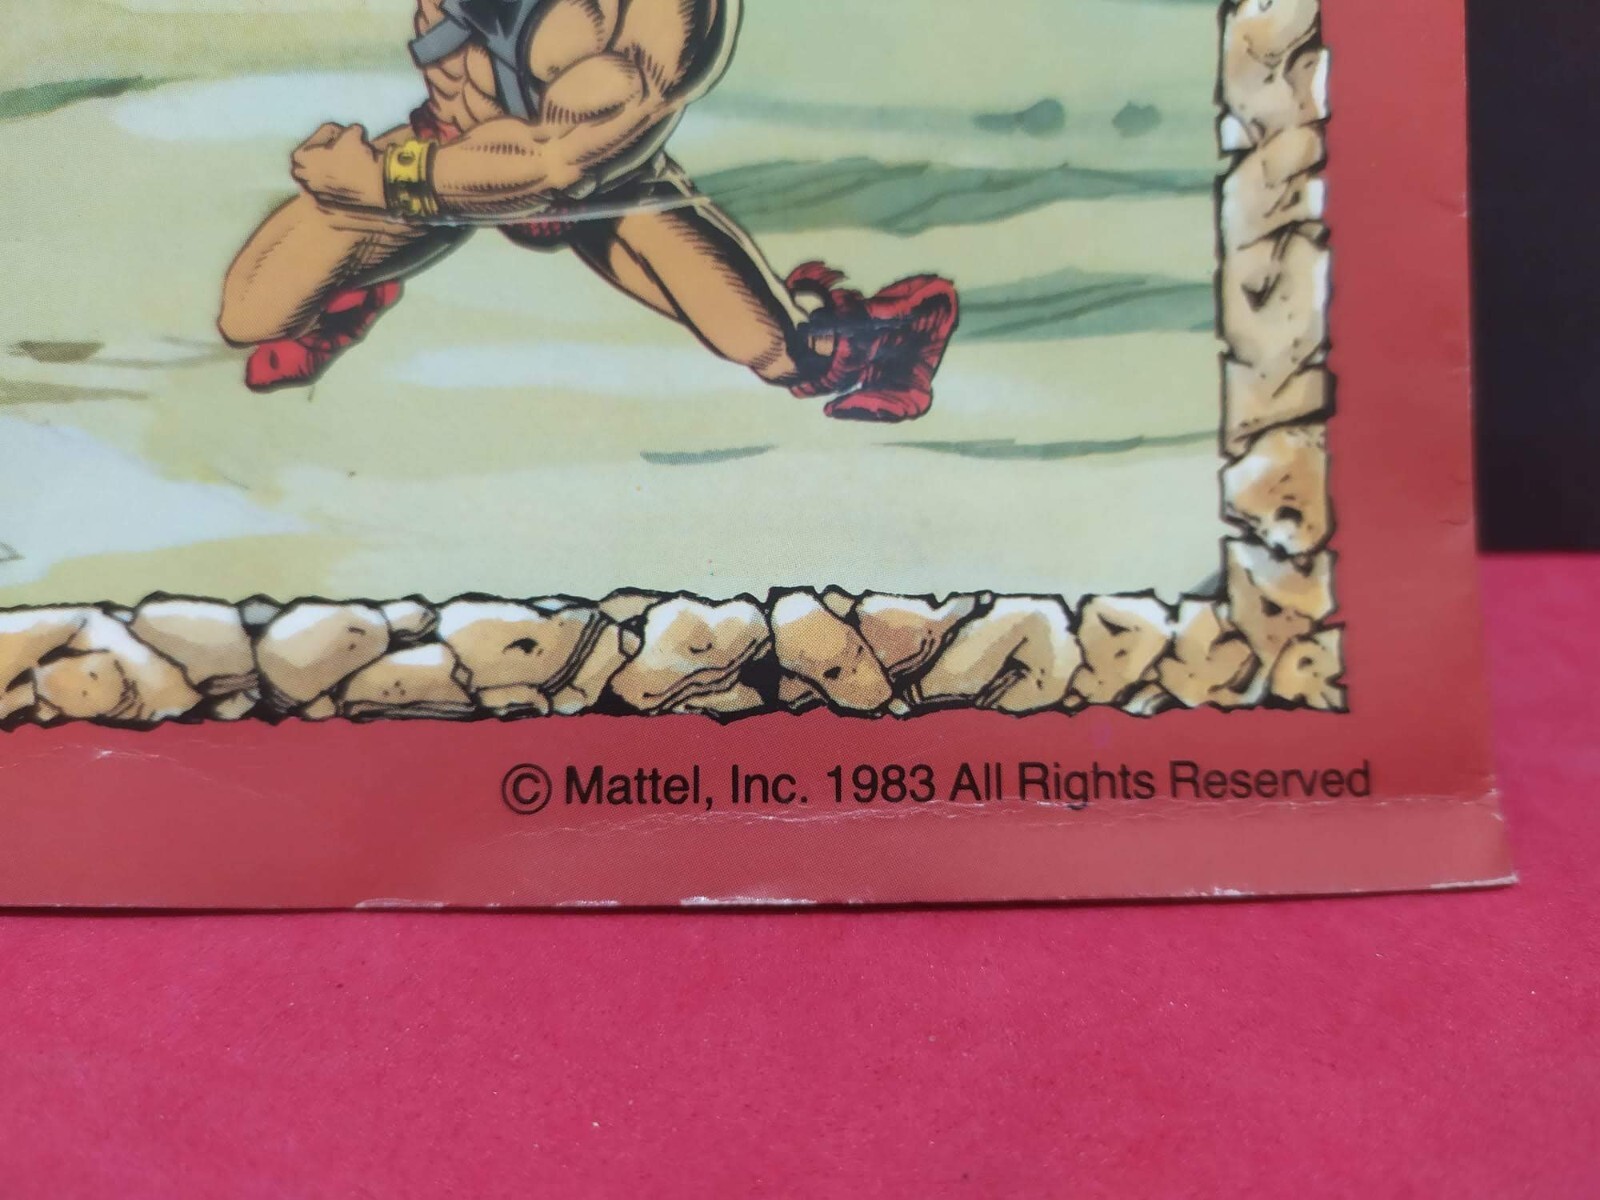 © Mattel, Inc. 1983 All Rights Reserved